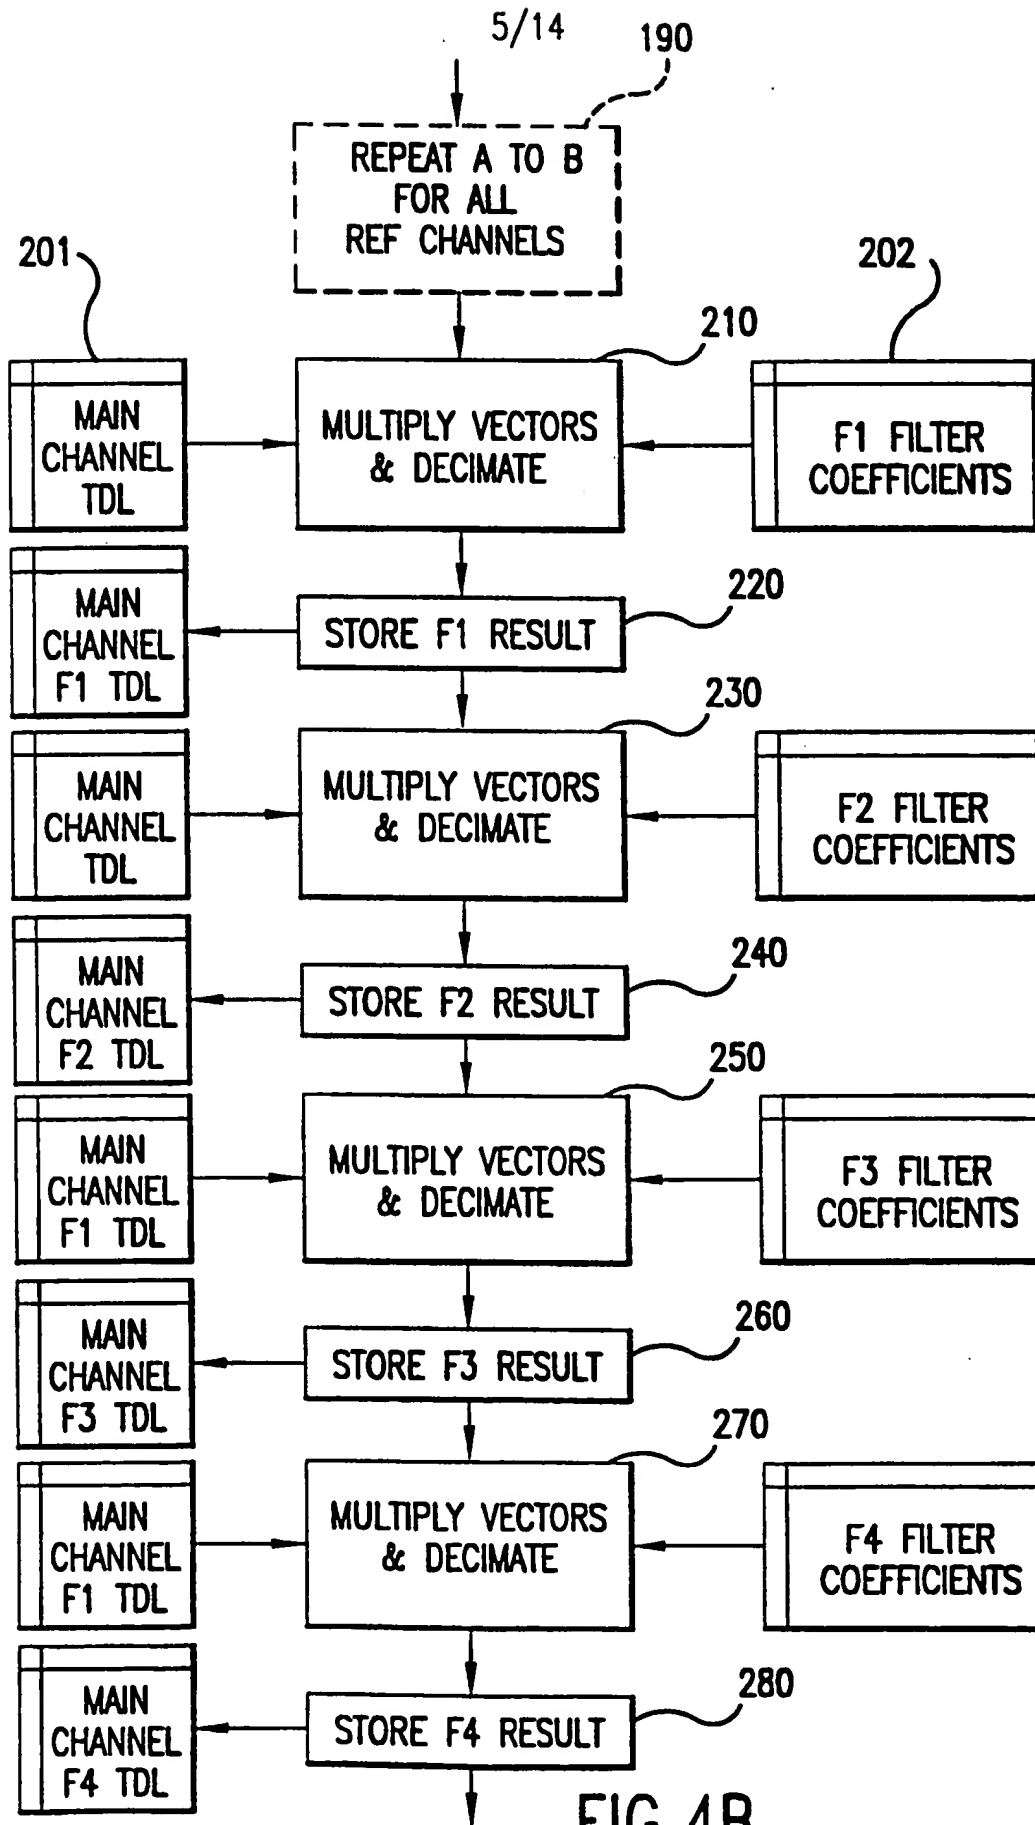 5/14
190
REPEAT A TO B
FOR ALL
REF CHANNELS
201
202
210
MAIN
CHANNEL
TDL
MULTIPLY VECTORS
& DECIMATE
F1 FILTER
COEFFICIENTS
MAIN
CHANNEL
F1 TDL
STORE F1 RESULT
220
230
MAIN
CHANNEL
TDL
MULTIPLY VECTORS
& DECIMATE
F2 FILTER
COEFFICIENTS
MAIN
CHANNEL
F2 TDL
STORE F2 RESULT
240
250
MAIN
CHANNEL
F1 TDL
MULTIPLY VECTORS
& DECIMATE
F3 FILTER
COEFFICIENTS
MAIN
CHANNEL
F3 TDL
STORE F3 RESULT
260
270
MAIN
CHANNEL
F1 TDL
MULTIPLY VECTORS
& DECIMATE
F4 FILTER
COEFFICIENTS
MAIN
CHANNEL
F4 TDL
STORE F4 RESULT
280
FIG. 4B